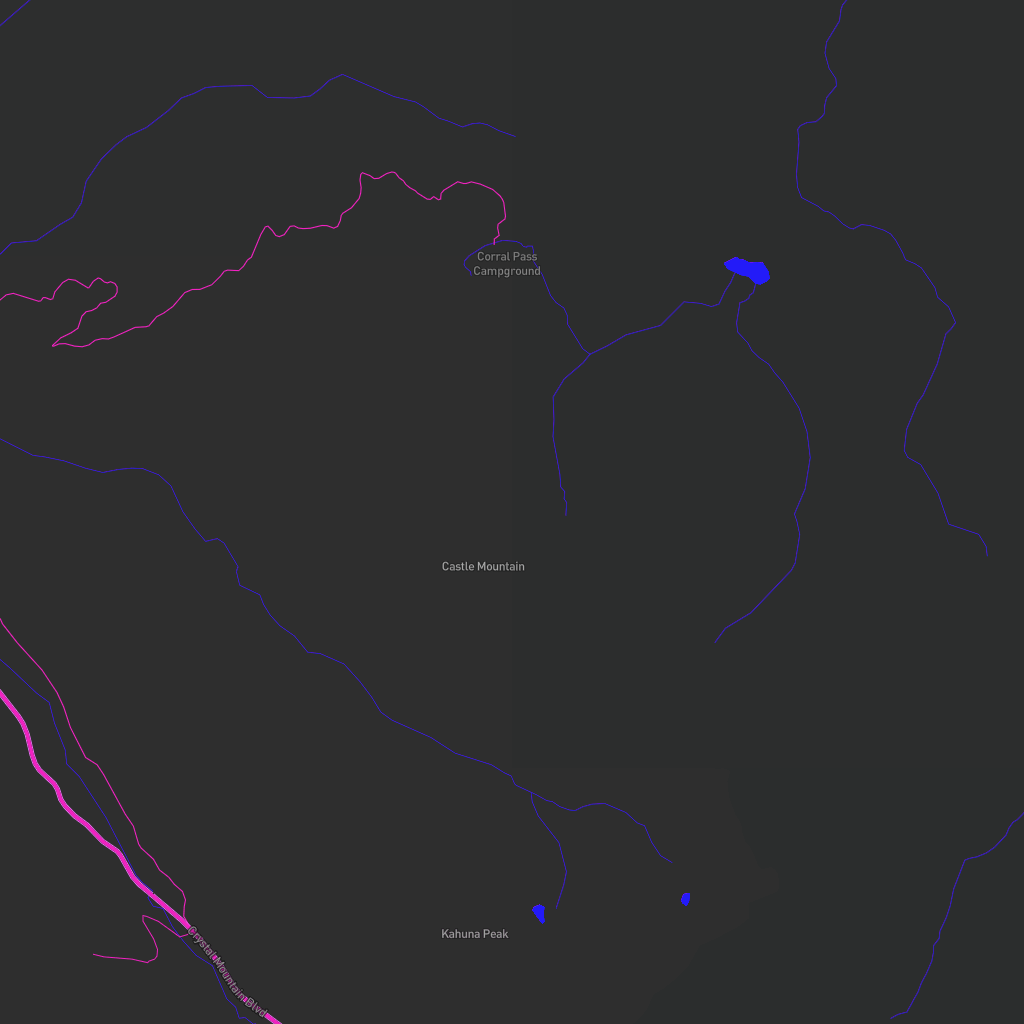 Corral Pass
Campground
Castle Mountain
Kahuna Peak
Crystal Mountain Blvd